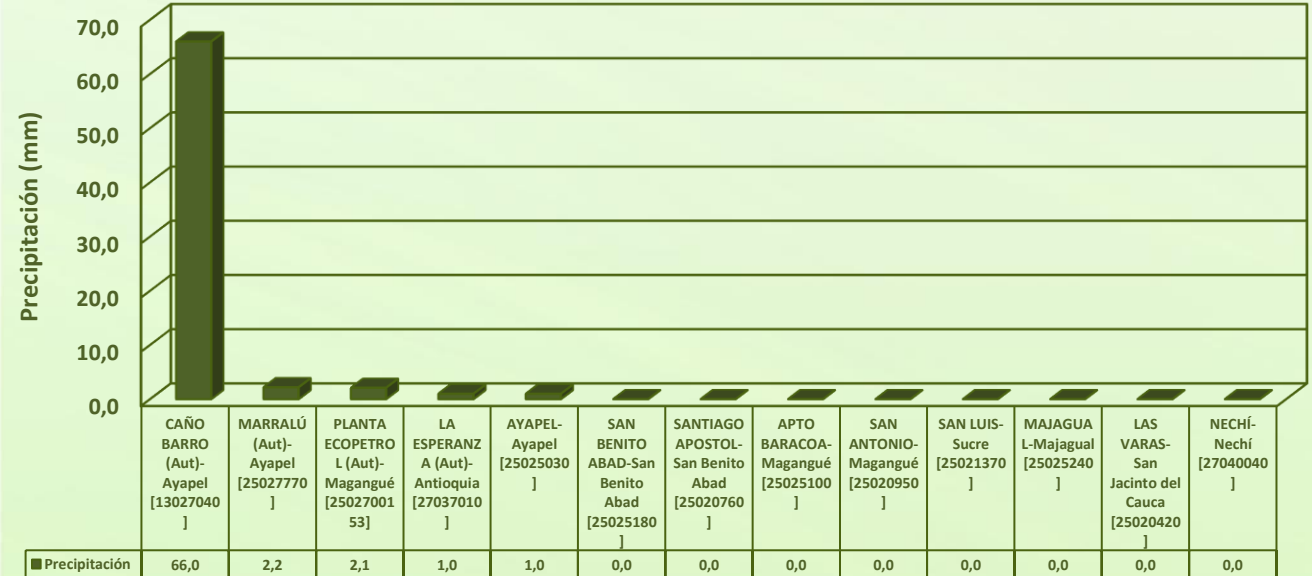 70,0
60,0
50,0
40,0
30,0
20,0
10,0
0,0
Precipitación (mm)
CAÑO
BARRO
(Aut)-
Ayapel
[13027040
]
MARRALÚ
(Aut)-
Ayapel
[25027770
]
PLANTA
ECOPETRO
L (Aut)-
Magangué
[25027001
53]
LA
ESPERANZ
A (Aut)-
Antioquia
[27037010
]
AYAPEL-
Ayapel
[25025030
]
SAN
BENITO
ABAD-San
Benito
Abad
[25025180
]
SANTIAGO
APOSTOL-
San Benito
Abad
[25020760
]
APTO
BARACOA-
Magangué
[25025100
]
SAN
ANTONIO-
Magangué
[25020950
]
SAN LUIS-
Sucre
[25021370
]
MAJAGUA
L-Majagual
[25025240
]
LAS
VARAS-
San
Jacinto del
Cauca
[25020420
]
NECHÍ-
Nechí
[27040040
]
Precipitación 66,0 2,2 2,1 1,0 1,0 0,0 0,0 0,0 0,0 0,0 0,0 0,0 0,0